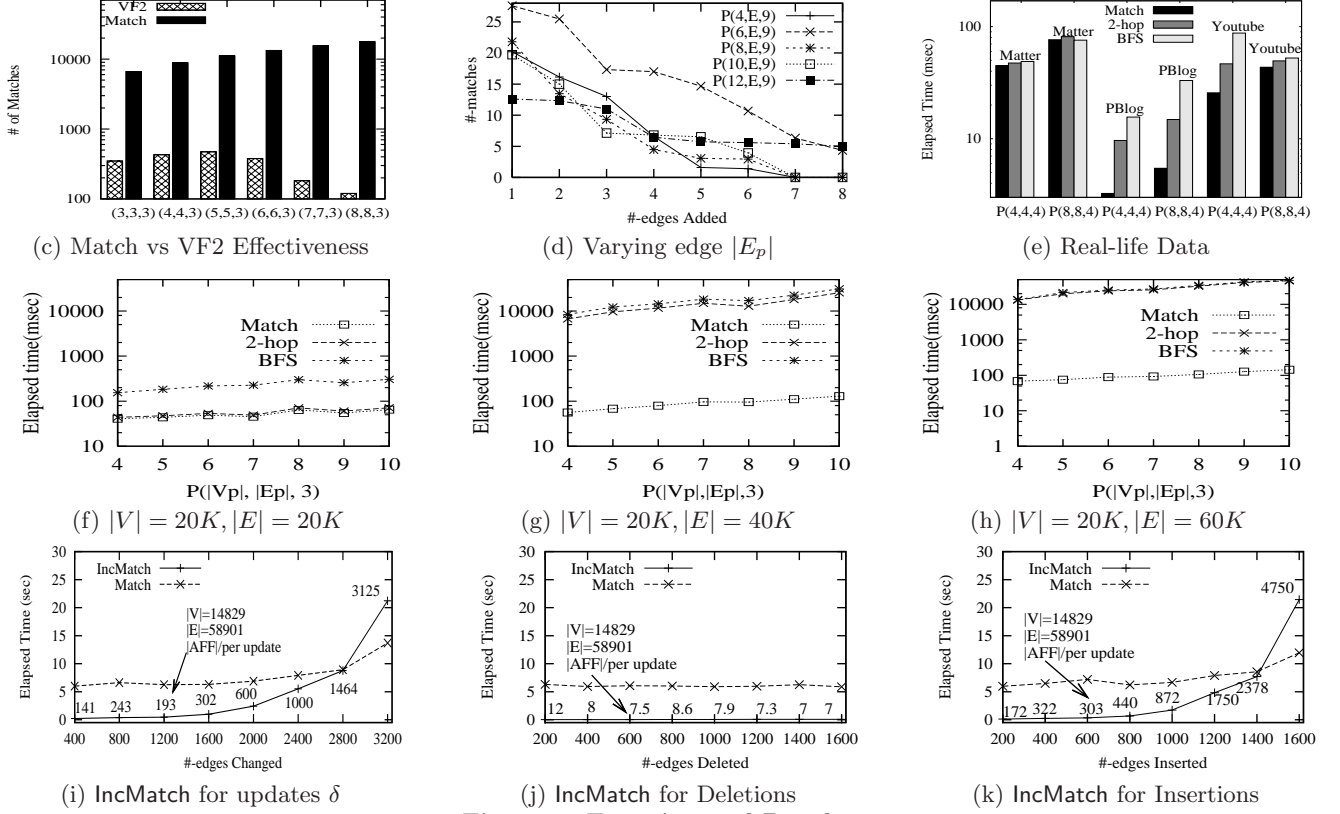 VF2
Match
10000
1000
100
# of Matches
(3,3,3) (4,4,3) (5,5,3) (6,6,3) (7,7,3) (8,8,3)
(c) Match vs VF2 Effectiveness
P(4,E,9)
P(6,E,9)
P(8,E,9)
P(10,E,9)
P(12,E,9)
25
20
15
10
5
0
#-matches
1 2 3 4 5 6 7 8
#-edges Added
(d) Varying edge |E_p|
Match
2-hop
BFS
100
10
Elapsed Time (msec)
Matter
Matter
PBlog
PBlog
Youtube
Youtube
P(4,4,4) P(8,8,4) P(4,4,4) P(8,8,4) P(4,4,4) P(8,8,4)
(e) Real-life Data
10000
1000
100
10
Elapsed time(msec)
Match
2-hop
BFS
4 5 6 7 8 9 10
P(|Vp|, |Ep|, 3)
(f) |V| = 20K, |E| = 20K
10000
1000
100
10
Elapsed time(msec)
Match
2-hop
BFS
4 5 6 7 8 9 10
P(|Vp|,|Ep|,3)
(g) |V| = 20K, |E| = 40K
10000
1000
100
10
1
Elapsed time(msec)
Match
2-hop
BFS
4 5 6 7 8 9 10
P(|Vp|,|Ep|,3)
(h) |V| = 20K, |E| = 60K
30
25
20
15
10
5
0
Elapsed Time (sec)
IncMatch
Match
|V|=14829
|E|=58901
|AFF|/per update
141 243 193 302 600 1000 1464 3125
400 800 1200 1600 2000 2400 2800 3200
#-edges Changed
(i) IncMatch for updates δ
30
25
20
15
10
5
0
Elapsed Time (sec)
IncMatch
Match
|V|=14829
|E|=58901
|AFF|/per update
12 8 7.5 8.6 7.9 7.3 7 7
200 400 600 800 1000 1200 1400 1600
#-edges Deleted
(j) IncMatch for Deletions
30
25
20
15
10
5
0
Elapsed Time (sec)
IncMatch
Match
|V|=14829
|E|=58901
|AFF|/per update
172 322 303 440 872 1750 2378 4750
200 400 600 800 1000 1200 1400 1600
#-edges Inserted
(k) IncMatch for Insertions